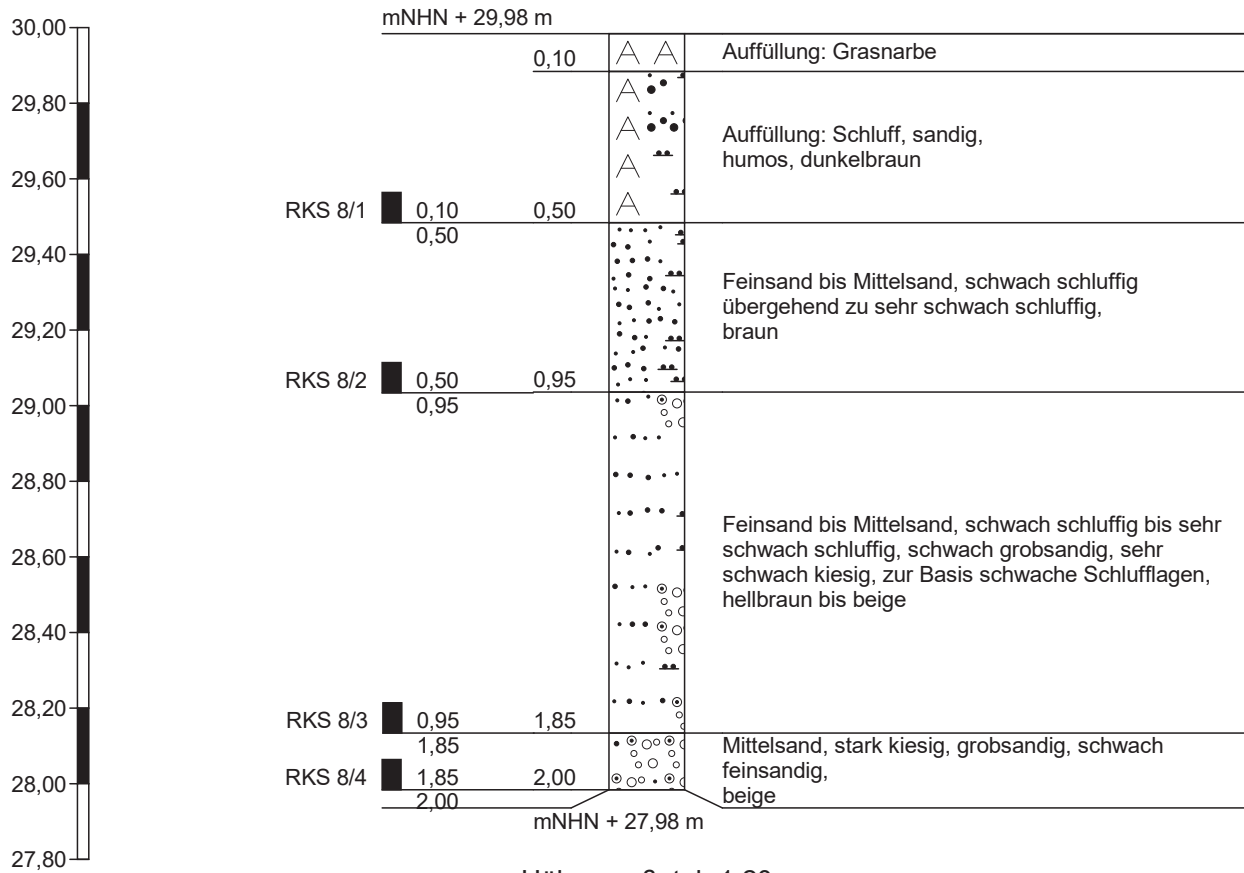 mNHN + 29,98 m
30,00
0,10
Auffüllung: Grasnarbe
29,80
Auffüllung: Schluff, sandig,
humos, dunkelbraun
29,60
RKS 8/1
0,10
0,50
0,50
29,40
Feinsand bis Mittelsand, schwach schluffig
übergehend zu sehr schwach schluffig,
braun
29,20
RKS 8/2
0,50
0,95
0,95
29,00
28,80
Feinsand bis Mittelsand, schwach schluffig bis sehr
schwach schluffig, schwach grobsandig, sehr
schwach kiesig, zur Basis schwache Schlufflagen,
hellbraun bis beige
28,60
28,40
28,20
RKS 8/3
0,95
1,85
1,85
Mittelsand, stark kiesig, grobsandig, schwach
feinsandig,
beige
RKS 8/4
1,85
2,00
2,00
28,00
mNHN + 27,98 m
27,80